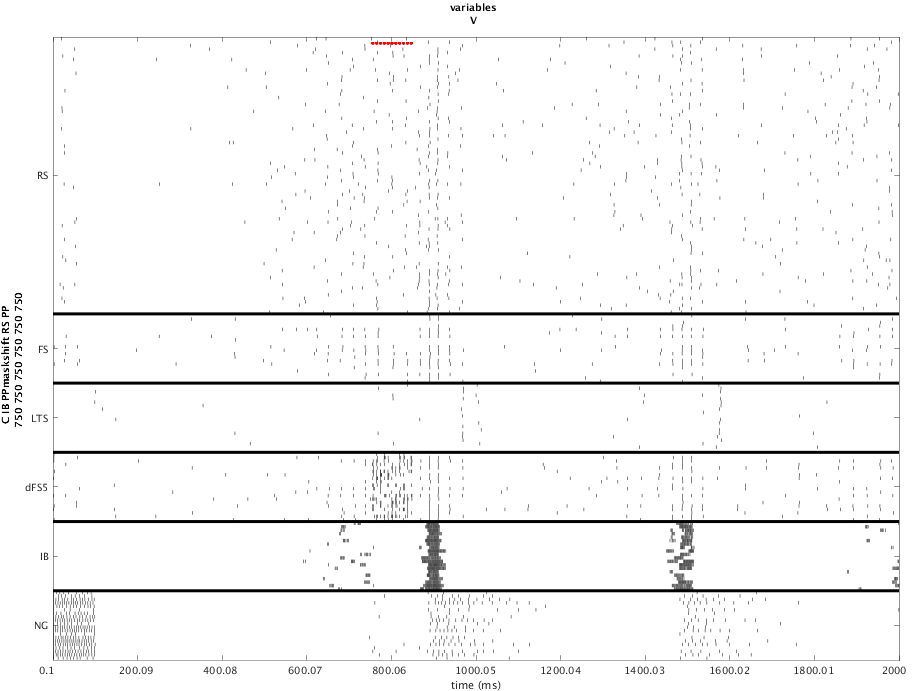 variables
V
C IB PPmaskshift RS PP
750 750 750 750 750 750
RS
FS
LTS
dFS5
IB
NG
0.1 200.09 400.08 600.07 800.06 1000.05 1200.04 1400.03 1600.02 1800.01 2000
time (ms)